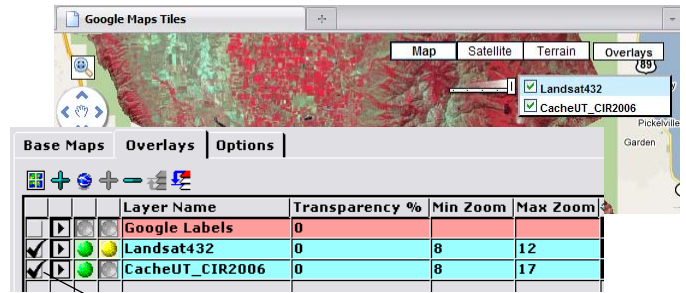 Google Maps Tiles
Map Satellite Terrain Overlays
89
Landsat432
CacheUT_CIR2006
Pickelville
Garden
Base Maps Overlays Options
Layer Name Transparency % Min Zoom Max Zoom
Google Labels 0
Landsat432 0 8 12
CacheUT_CIR2006 0 8 17